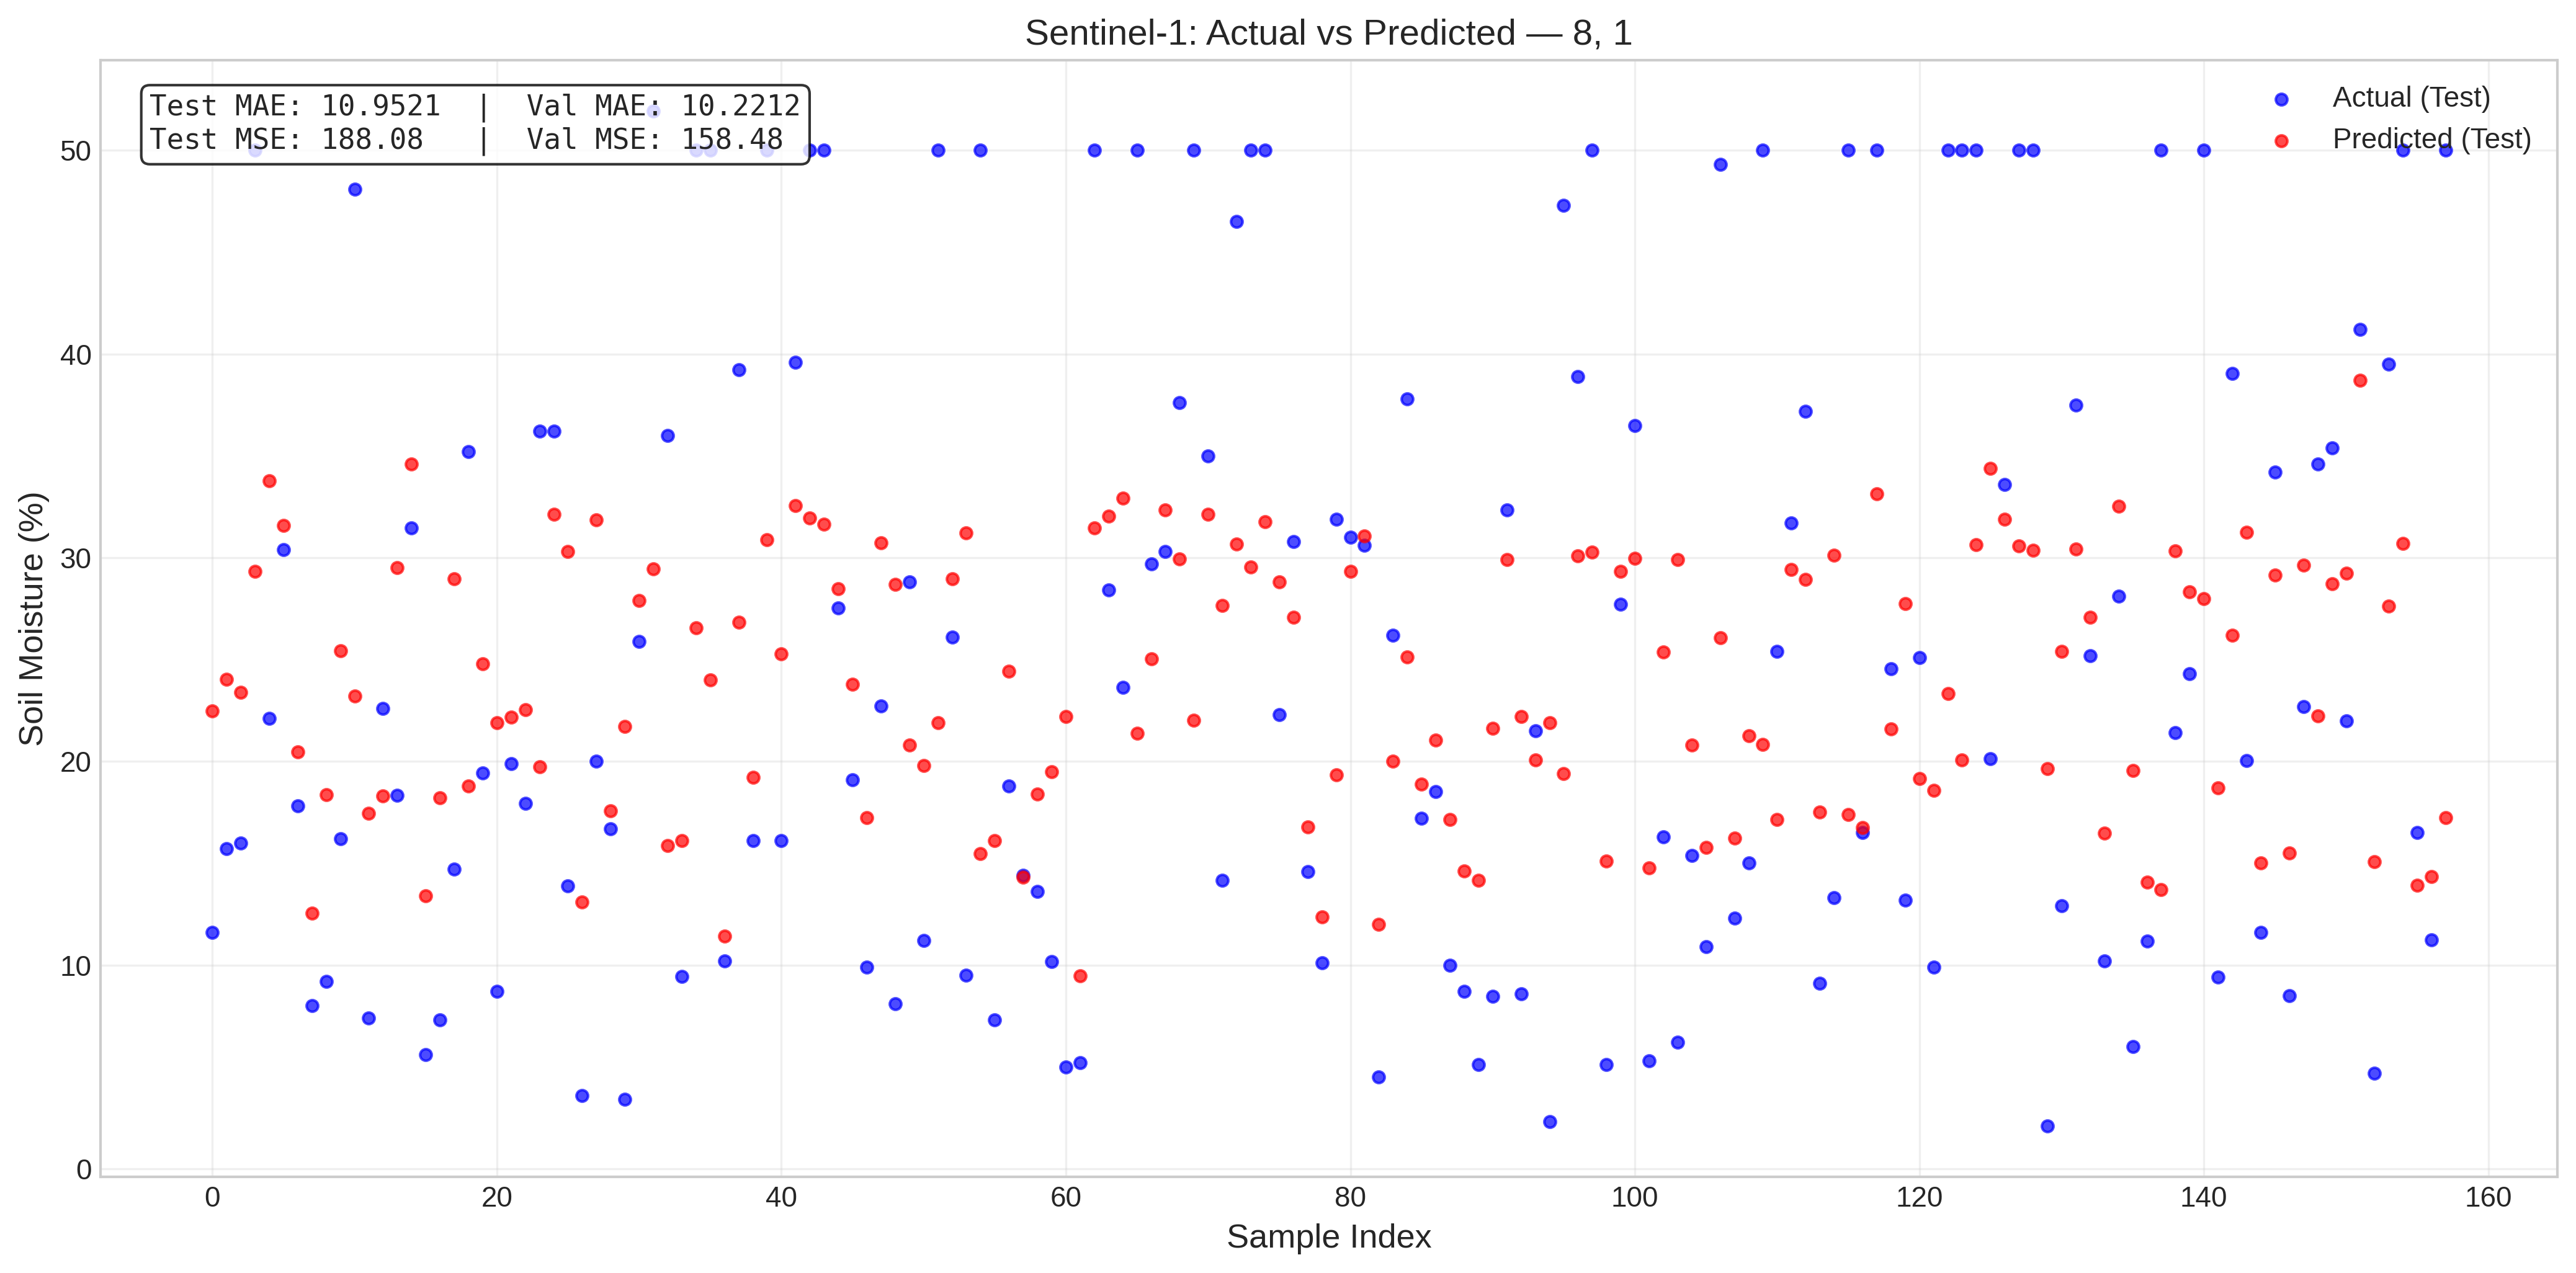 Sentinel-1: Actual vs Predicted — 8, 1
Test MAE: 10.9521 | Val MAE: 10.2212
Test MSE: 188.08 | Val MSE: 158.48
Actual (Test)
Predicted (Test)
Soil Moisture (%)
50
40
30
20
10
0
0 20 40 60 80 100 120 140 160
Sample Index